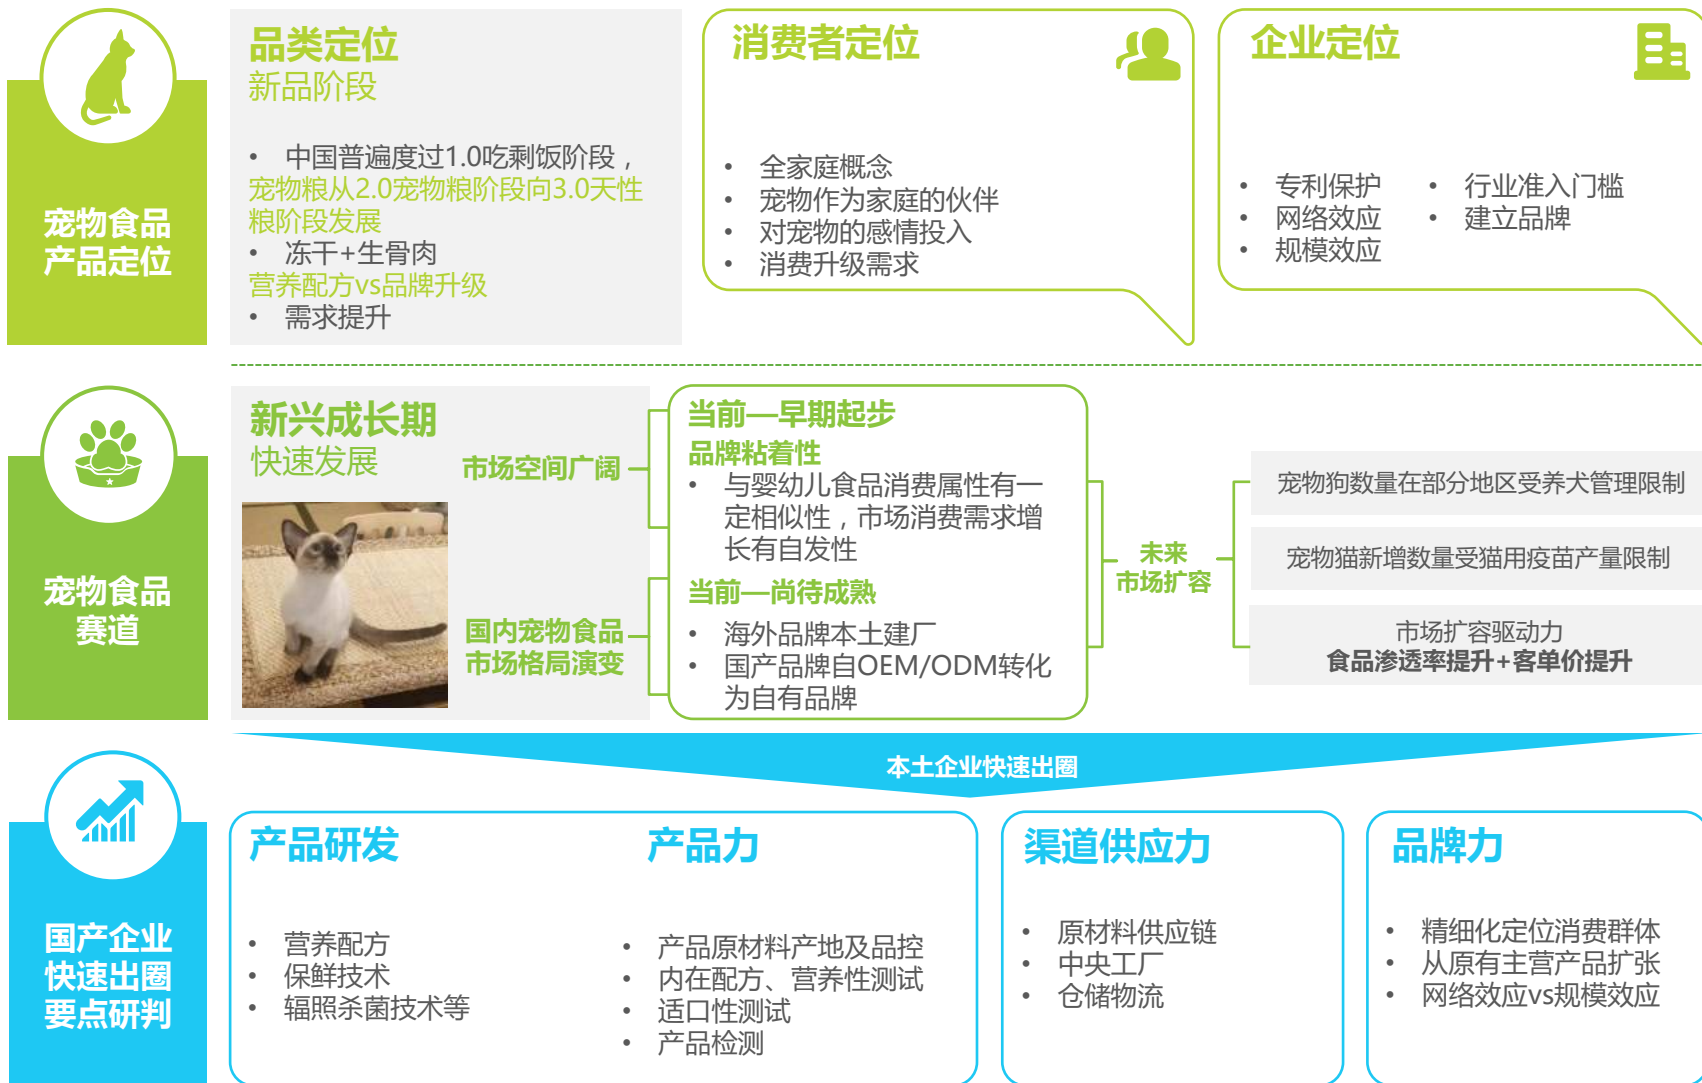 宠物食品
产品定位
品类定位
新品阶段
• 中国普遍度过1.0吃剩饭阶段，
宠物粮从2.0宠物粮阶段向3.0天性
粮阶段发展
• 冻干+生骨肉
营养配方vs品牌升级
• 需求提升
消费者定位
• 全家庭概念
• 宠物作为家庭的伙伴
• 对宠物的感情投入
• 消费升级需求
企业定位
• 专利保护
• 网络效应
• 规模效应
• 行业准入门槛
• 建立品牌
宠物食品
赛道
新兴成长期
快速发展
市场空间广阔
国内宠物食品
市场格局演变
当前—早期起步
品牌粘着性
• 与婴幼儿食品消费属性有一
定相似性，市场消费需求增
长有自发性
当前—尚待成熟
• 海外品牌本土建厂
• 国产品牌自OEM/ODM转化
为自有品牌
未来
市场扩容
宠物狗数量在部分地区受养犬管理限制
宠物猫新增数量受猫用疫苗产量限制
市场扩容驱动力
食品渗透率提升+客单价提升
本土企业快速出圈
国产企业
快速出圈
要点研判
产品研发
• 营养配方
• 保鲜技术
• 辐照杀菌技术等
产品力
• 产品原材料产地及品控
• 内在配方、营养性测试
• 适口性测试
• 产品检测
渠道供应力
• 原材料供应链
• 中央工厂
• 仓储物流
品牌力
• 精细化定位消费群体
• 从原有主营产品扩张
• 网络效应vs规模效应